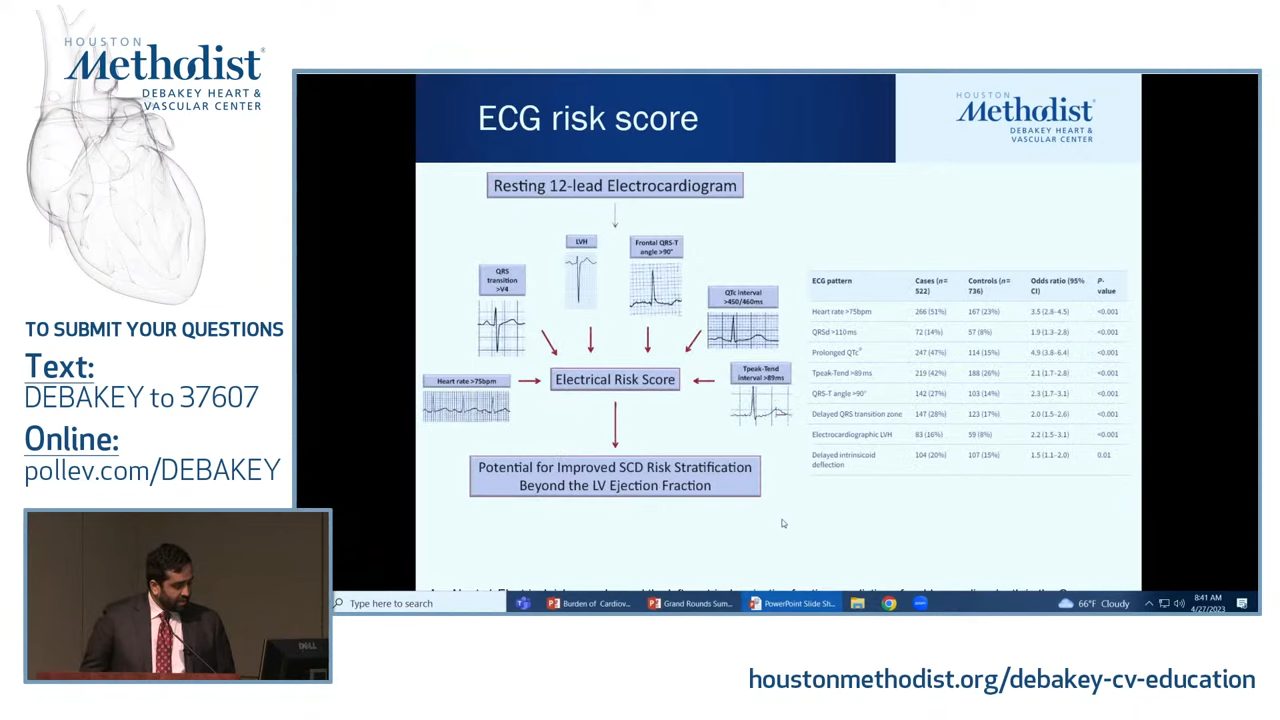 HOUSTON
Methodist®
DEBAKEY HEART &
VASCULAR CENTER
TO SUBMIT YOUR QUESTIONS
Text:
DEBAKEY to 37607
Online:
pollev.com/DEBAKEY
ECG risk score
HOUSTON
Methodist®
DEBAKEY HEART &
VASCULAR CENTER
Resting 12-lead Electrocardiogram
LVH
Frontal QRS-T
angle >90°
QRS
transition
>V4
QTc interval
>450/460ms
Heart rate >75bpm
Electrical Risk Score
Tpeak-Tend
interval >89ms
Potential for Improved SCD Risk Stratification
Beyond the LV Ejection Fraction
ECG pattern Cases (n= Controls (n= Odds ratio (95% P-
522) 736) CI) value
Heart rate >75bpm 266 (51%) 167 (23%) 3.5 (2.8–4.5) <0.001
QRSd >110ms 72 (14%) 57 (8%) 1.9 (1.3–2.8) <0.001
Prolonged QTc 247 (47%) 114 (15%) 4.9 (3.8–6.4) <0.001
Tpeak-Tend >89ms 219 (42%) 188 (26%) 2.1 (1.7–2.8) <0.001
QRS-T angle >90° 142 (27%) 103 (14%) 2.3 (1.7–3.1) <0.001
Delayed QRS transition zone 147 (28%) 123 (17%) 2.0 (1.5–2.6) <0.001
Electrocardiographic LVH 83 (16%) 59 (8%) 2.2 (1.5–3.1) <0.001
Delayed intrinsicoid 104 (20%) 107 (15%) 1.5 (1.1–2.0) 0.01
deflection
Type here to search
Burden of Cardiov...
Grand Rounds Sum...
PowerPoint Slide Sh...
66°F Cloudy
8:41 AM
4/27/2023
DELL
houstonmethodist.org/debakey-cv-education